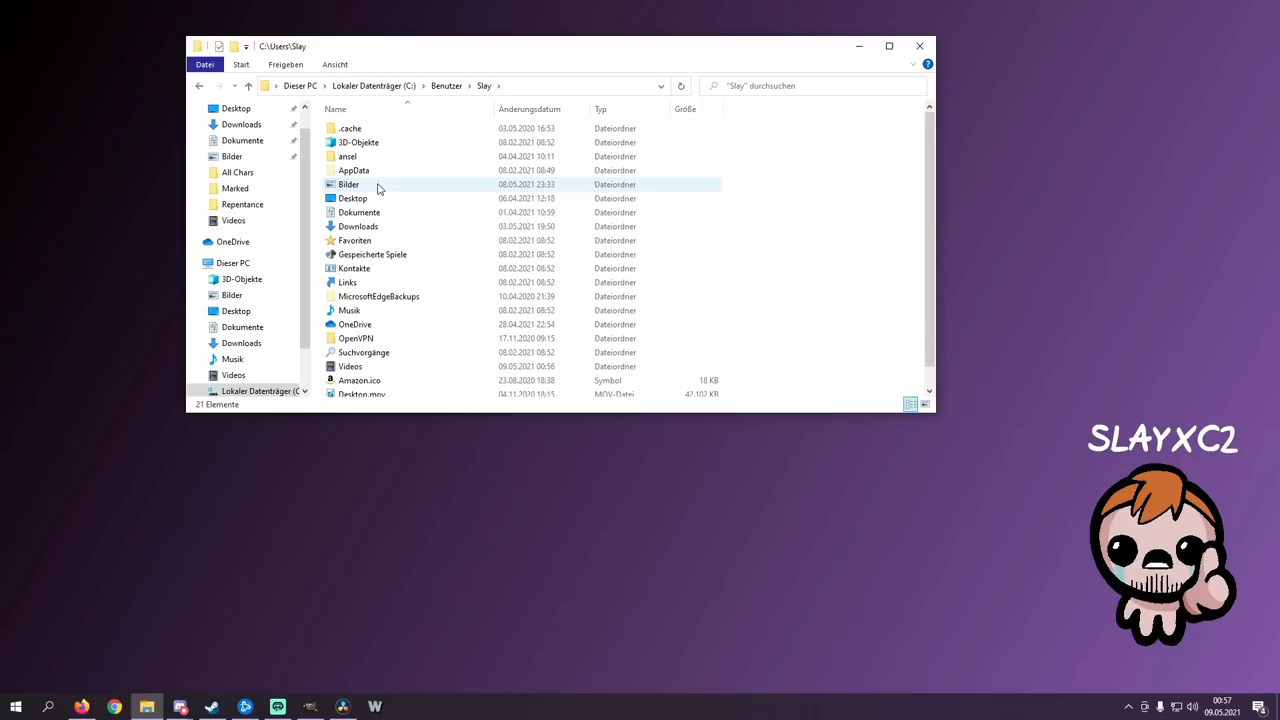 C:\Users\Slay
Datei Start Freigeben Ansicht
Dieser PC Lokaler Datenträger (C:) Benutzer Slay
"Slay" durchsuchen
Desktop
Downloads
Dokumente
Bilder
All Chars
Marked
Repentance
Videos
OneDrive
Dieser PC
3D-Objekte
Bilder
Desktop
Dokumente
Downloads
Musik
Videos
Lokaler Datenträger (C
Name Änderungsdatum Typ Größe
.cache 03.05.2020 16:53 Dateiordner
3D-Objekte 08.02.2021 08:52 Dateiordner
ansel 04.04.2021 10:11 Dateiordner
AppData 08.02.2021 08:49 Dateiordner
Bilder 08.05.2021 23:33 Dateiordner
Desktop 06.04.2021 12:18 Dateiordner
Dokumente 01.04.2021 10:59 Dateiordner
Downloads 03.05.2021 19:50 Dateiordner
Favoriten 08.02.2021 08:52 Dateiordner
Gespeicherte Spiele 08.02.2021 08:52 Dateiordner
Kontakte 08.02.2021 08:52 Dateiordner
Links 08.02.2021 08:52 Dateiordner
MicrosoftEdgeBackups 10.04.2020 21:39 Dateiordner
Musik 08.02.2021 08:52 Dateiordner
OneDrive 28.04.2021 22:54 Dateiordner
OpenVPN 17.11.2020 09:15 Dateiordner
Suchvorgänge 08.02.2021 08:52 Dateiordner
Videos 09.05.2021 00:56 Dateiordner
Amazon.ico 23.08.2020 18:38 Symbol 18 KB
Desktop.mov 04.11.2020 18:15 MOV-Datei 42.102 KB
21 Elemente
SLAYXC2
00:57
09.05.2021
4